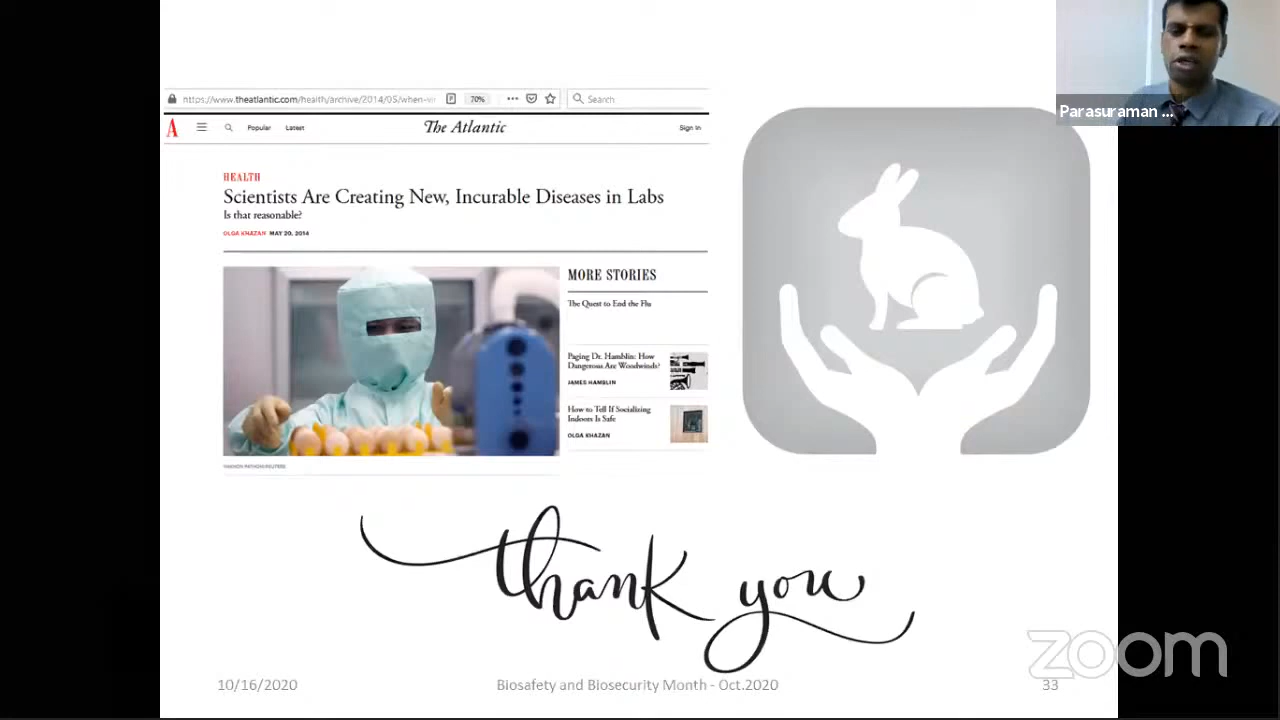 Parasuraman ...
https://www.theatlantic.com/health/archive/2014/05/when-
70%
Search
A
Popular
Latest
The Atlantic
Sign In
HEALTH
Scientists Are Creating New, Incurable Diseases in Labs
Is that reasonable?
OLGA KHAZAN MAY 20, 2014
MORE STORIES
The Quest to End the Flu
Paging Dr. Hamblin: How
Dangerous Are Woodwinds?
JAMES HAMBLIN
How to Tell If Socializing
Indoors Is Safe
OLGA KHAZAN
thank you
zoom
10/16/2020
Biosafety and Biosecurity Month - Oct.2020
33